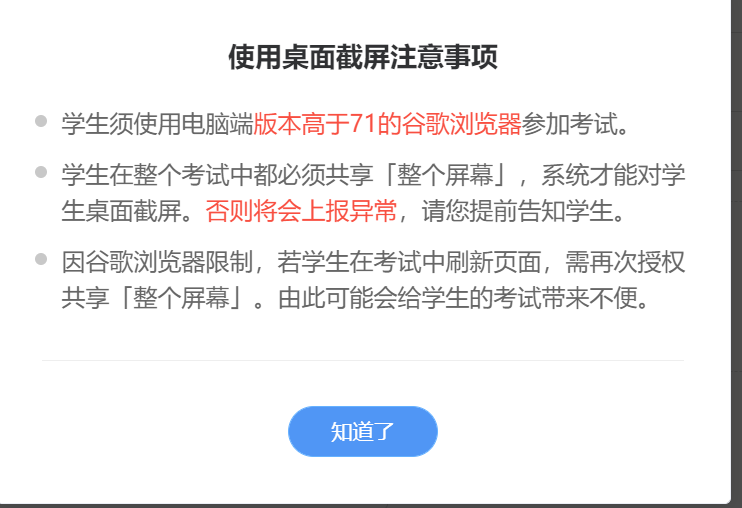 使用桌面截屏注意事项
学生须使用电脑端版本高于71的谷歌浏览器参加考试。
学生在整个考试中都必须共享「整个屏幕」，系统才能对学
生桌面截屏。否则将会上报异常，请您提前告知学生。
因谷歌浏览器限制，若学生在考试中刷新页面，需再次授权
共享「整个屏幕」。由此可能会给学生的考试带来不便。
知道了